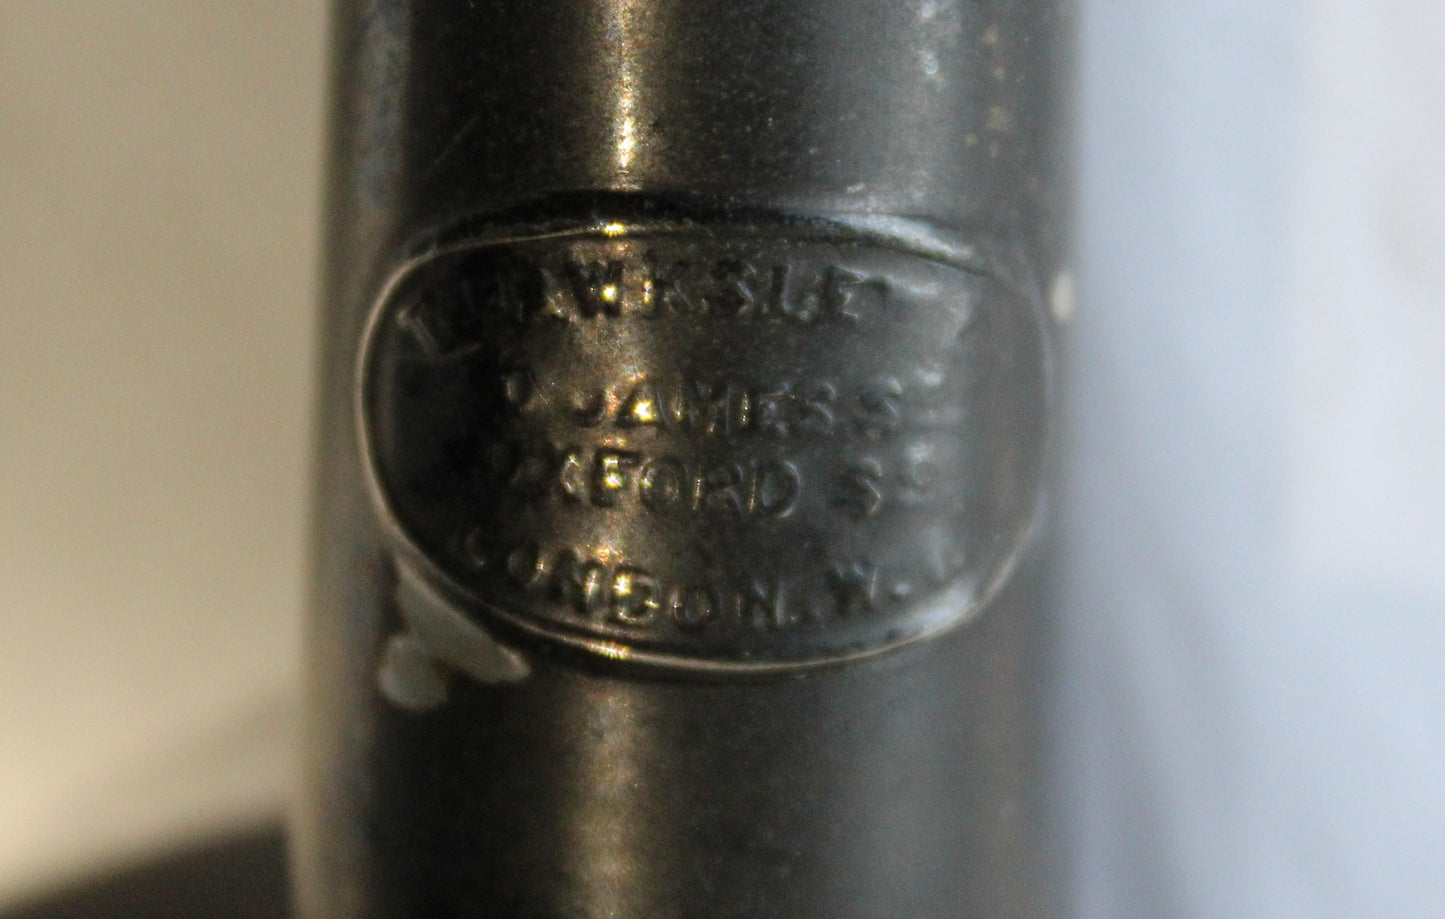 T HAWKSLEY
JAMES ST
OXFORD ST
LONDON. W.